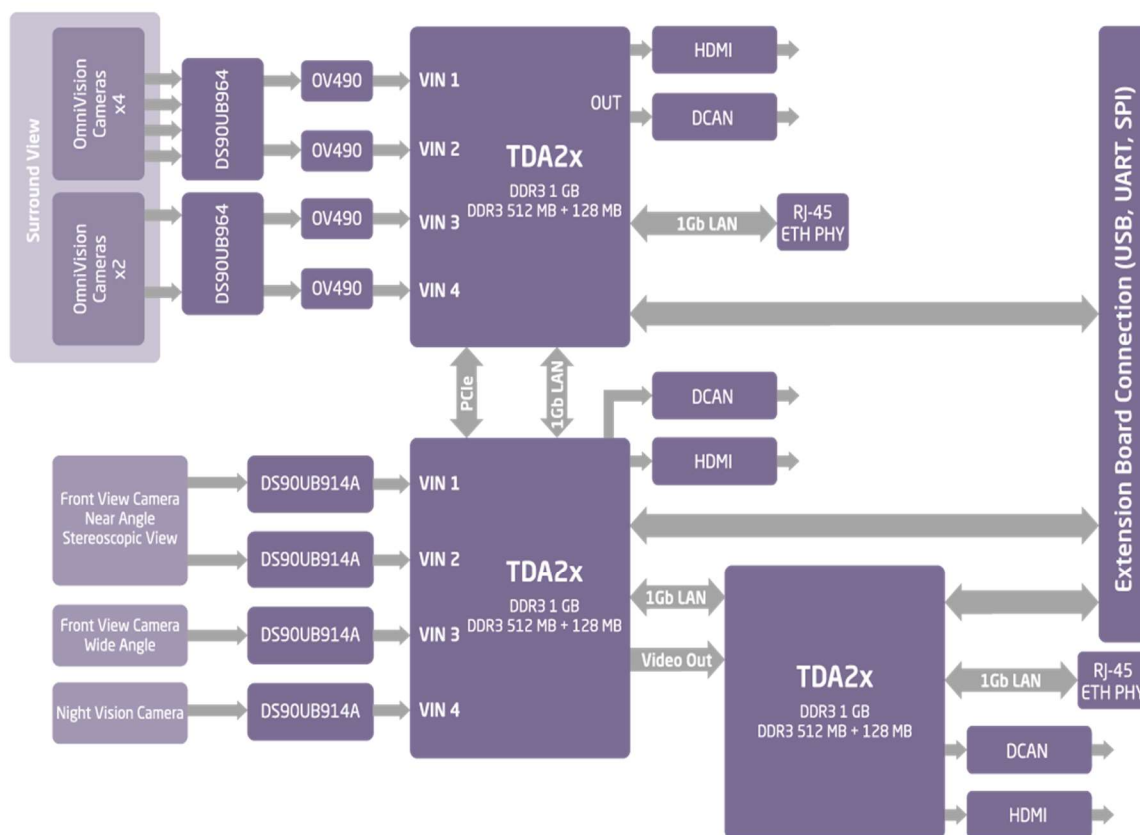 Surround View
OmniVision
Cameras
x4
DS90UB964
OV490
OV490
OmniVision
Cameras
x2
DS90UB964
OV490
OV490
VIN 1
VIN 2
VIN 3
VIN 4
OUT
TDA2x
DDR3 1 GB
DDR3 512 MB + 128 MB
HDMI
DCAN
1Gb LAN
RJ-45
ETH PHY
Extension Board Connection (USB, UART, SPI)
PCIe
1Gb LAN
Front View Camera
Near Angle
Stereoscopic View
DS90UB914A
DS90UB914A
Front View Camera
Wide Angle
DS90UB914A
Night Vision Camera
DS90UB914A
VIN 1
VIN 2
VIN 3
VIN 4
TDA2x
DDR3 1 GB
DDR3 512 MB + 128 MB
DCAN
HDMI
1Gb LAN
Video Out
TDA2x
DDR3 1 GB
DDR3 512 MB + 128 MB
1Gb LAN
RJ-45
ETH PHY
DCAN
HDMI